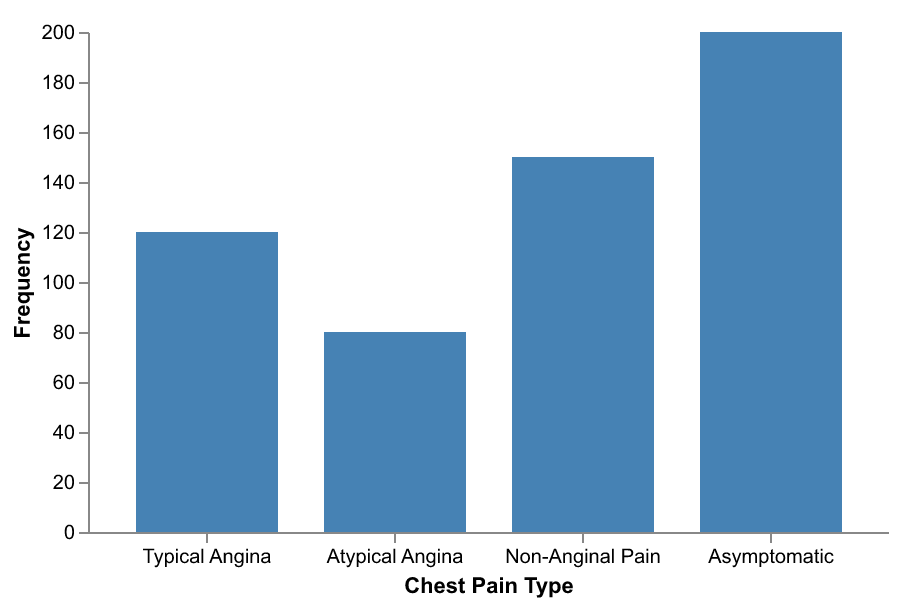 200
180
160
140
120
100
80
60
40
20
0
Frequency
Typical Angina
Atypical Angina
Non-Anginal Pain
Asymptomatic
Chest Pain Type